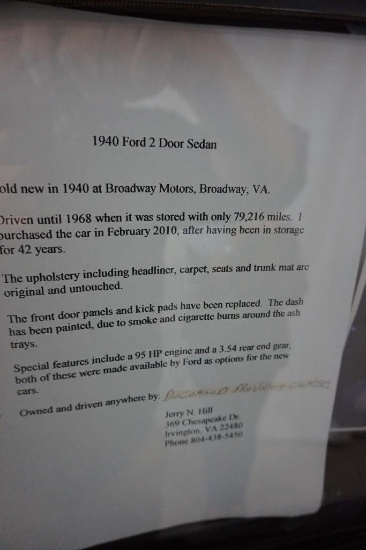 1940 Ford 2 Door Sedan
old new in 1940 at Broadway Motors, Broadway, VA.
Driven until 1968 when it was stored with only 79,216 miles. I
purchased the car in February 2010, after having been in storage
for 42 years.
The upholstery including headliner, carpet, seats and trunk mat are
original and untouched.
The front door panels and kick pads have been replaced. The dash
has been painted, due to smoke and cigarette burns around the ash
trays.
Special features include a 95 HP engine and a 3.54 rear end gear,
both of these were made available by Ford as options for the new
cars.
Owned and driven anywhere by: Deceased Previous owner
Jerry N. Hill
369 Chesapeake Dr.
Irvington, VA 22480
Phone 804-438-5450